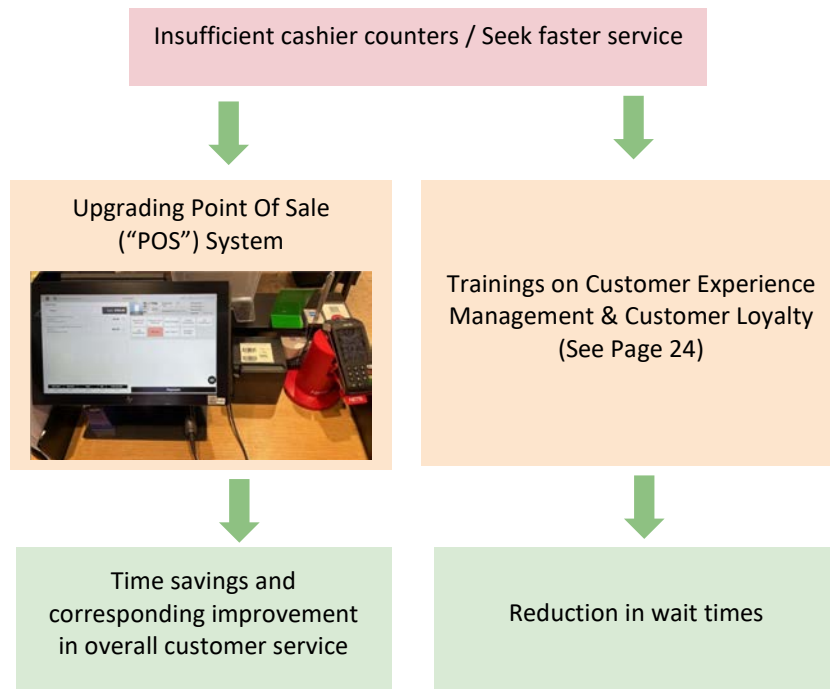 Insufficient cashier counters / Seek faster service
Upgrading Point Of Sale
(“POS”) System
Trainings on Customer Experience
Management & Customer Loyalty
(See Page 24)
Time savings and
corresponding improvement
in overall customer service
Reduction in wait times